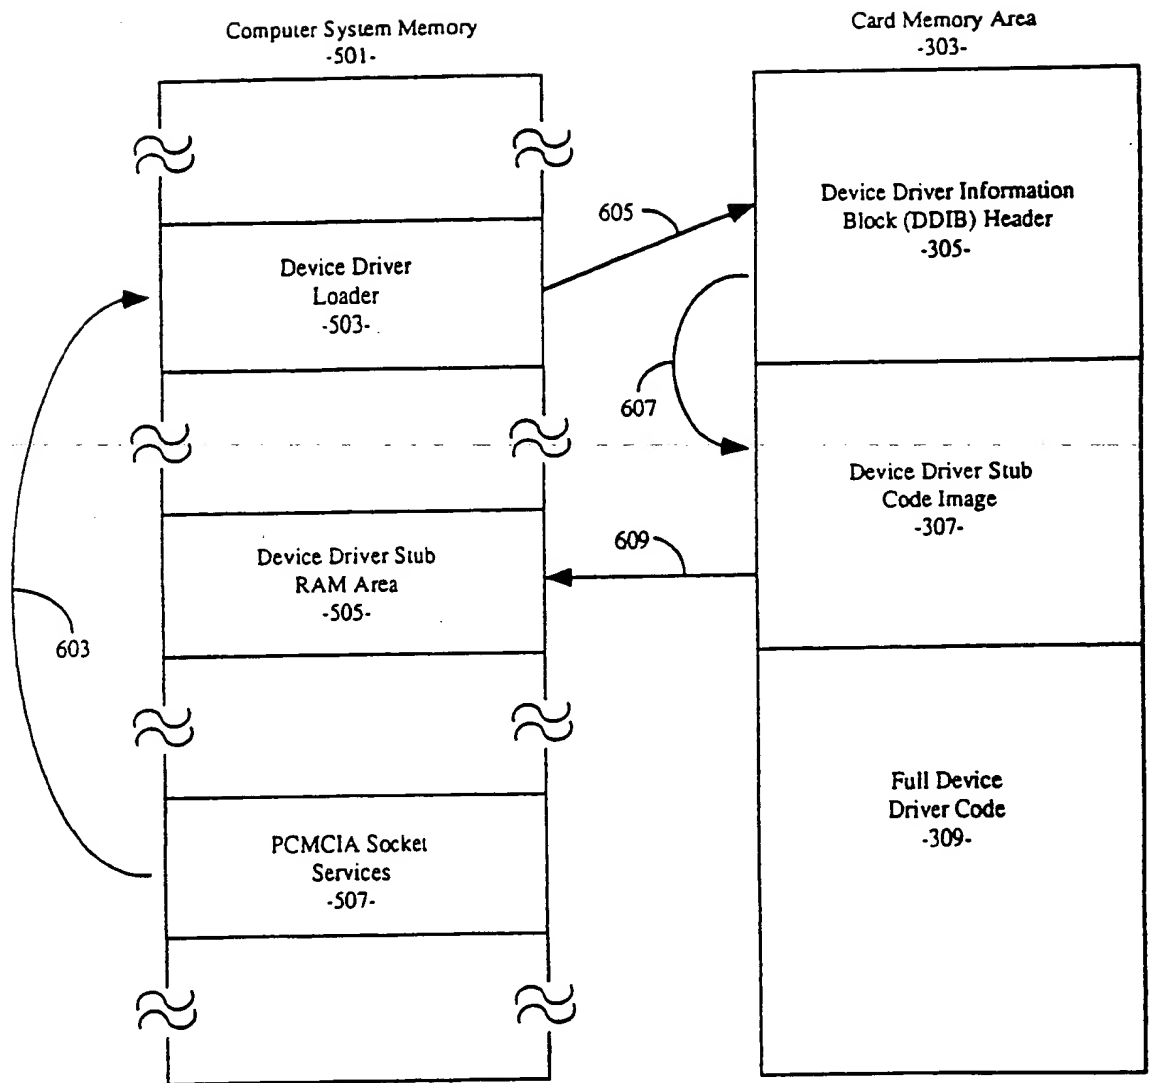 Computer System Memory
-501-
Card Memory Area
-303-
Device Driver Information
Block (DDIB) Header
-305-
605
Device Driver
Loader
-503-
607
Device Driver Stub
Code Image
-307-
609
Device Driver Stub
RAM Area
-505-
603
Full Device
Driver Code
-309-
PCMCIA Socket
Services
-507-